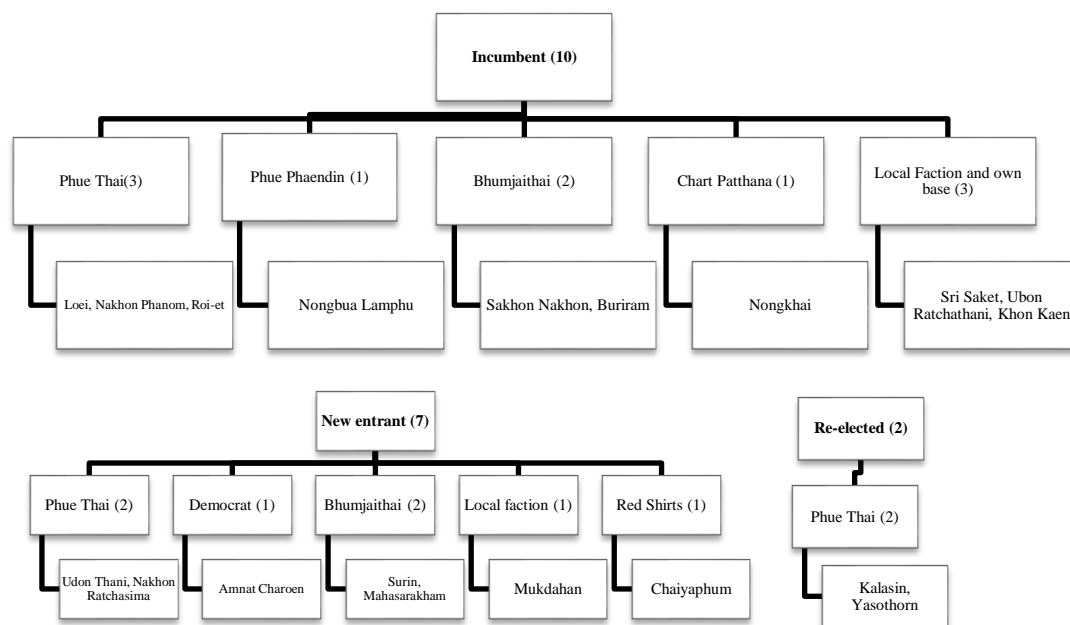 Incumbent (10)
Phue Thai(3)
Phue Phaendin (1)
Bhumjaithai (2)
Chart Patthana (1)
Local Faction and own
base (3)
Loei, Nakhon Phanom, Roi-et
Nongbua Lamphu
Sakhon Nakhon, Buriram
Nongkhai
Sri Saket, Ubon
Ratchathani, Khon Kaen
New entrant (7)
Phue Thai (2)
Democrat (1)
Bhumjaithai (2)
Local faction (1)
Red Shirts (1)
Udon Thani, Nakhon
Ratchasima
Amnat Charoen
Surin,
Mahasarakham
Mukdahan
Chaiyaphum
Re-elected (2)
Phue Thai (2)
Kalasin,
Yasothorn